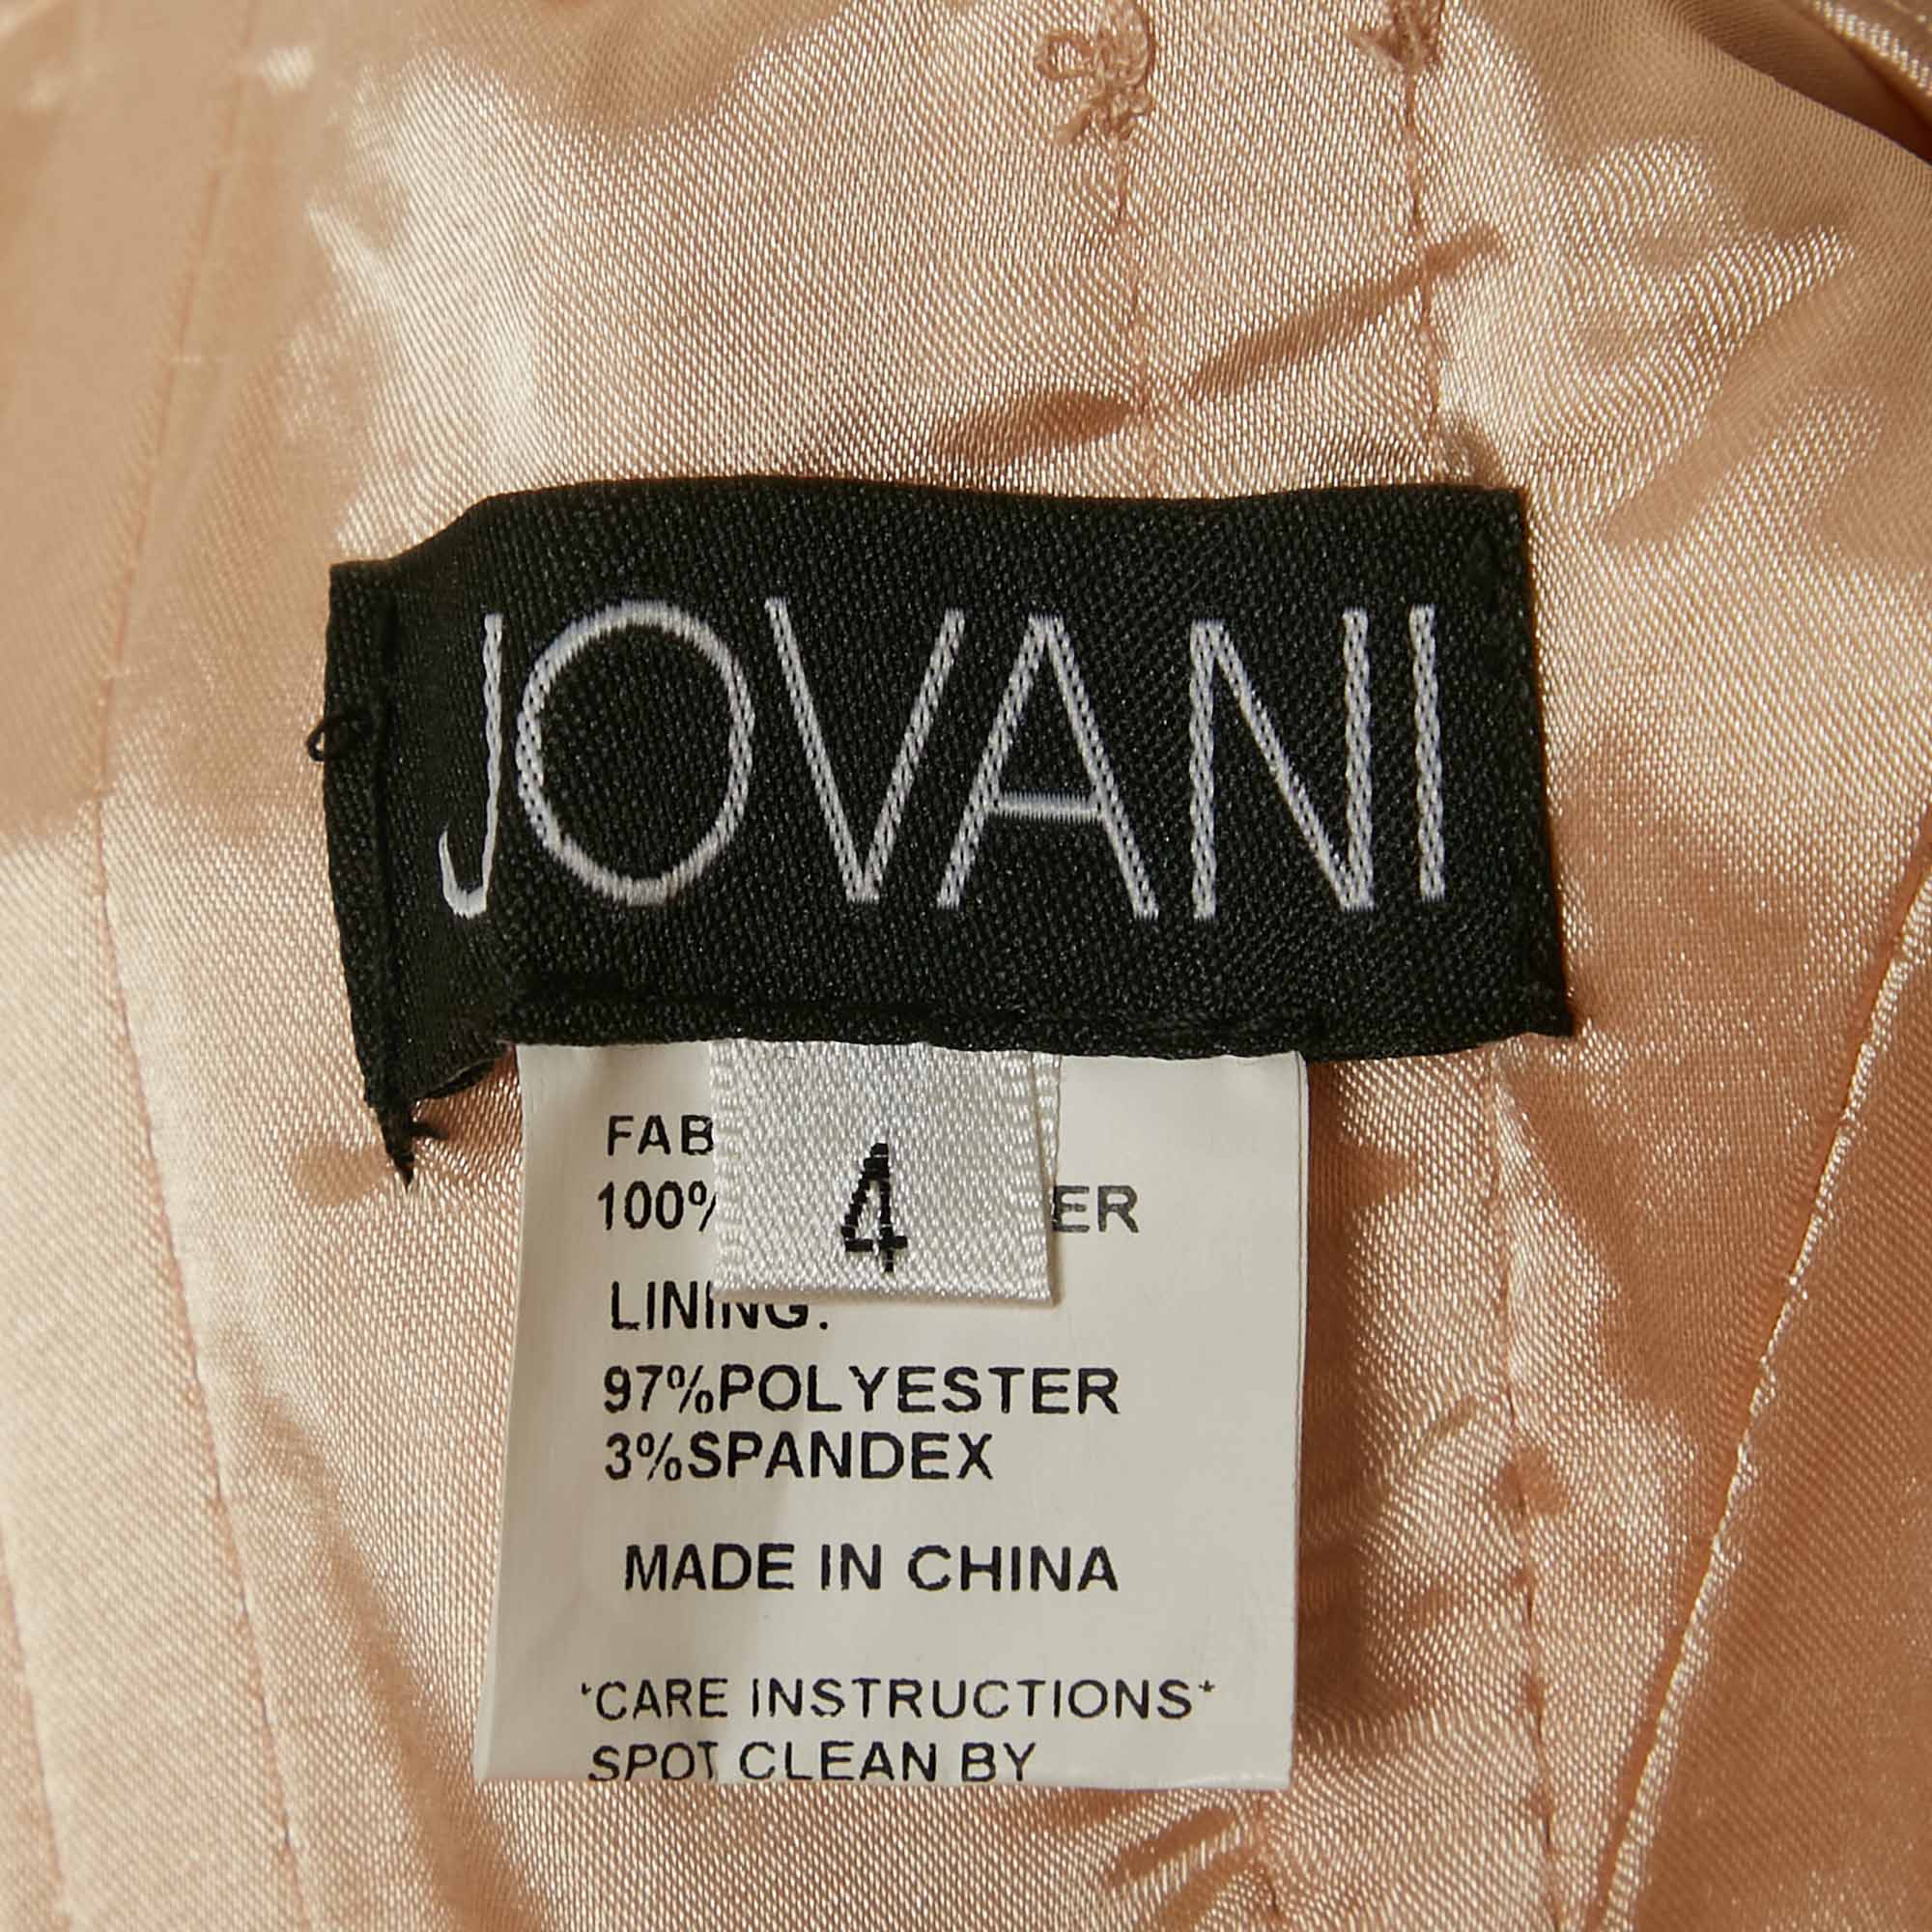 JOVANI
4
FAB
100% ER
LINING:
97%POLYESTER
3%SPANDEX
MADE IN CHINA
*CARE INSTRUCTIONS*
SPOT CLEAN BY